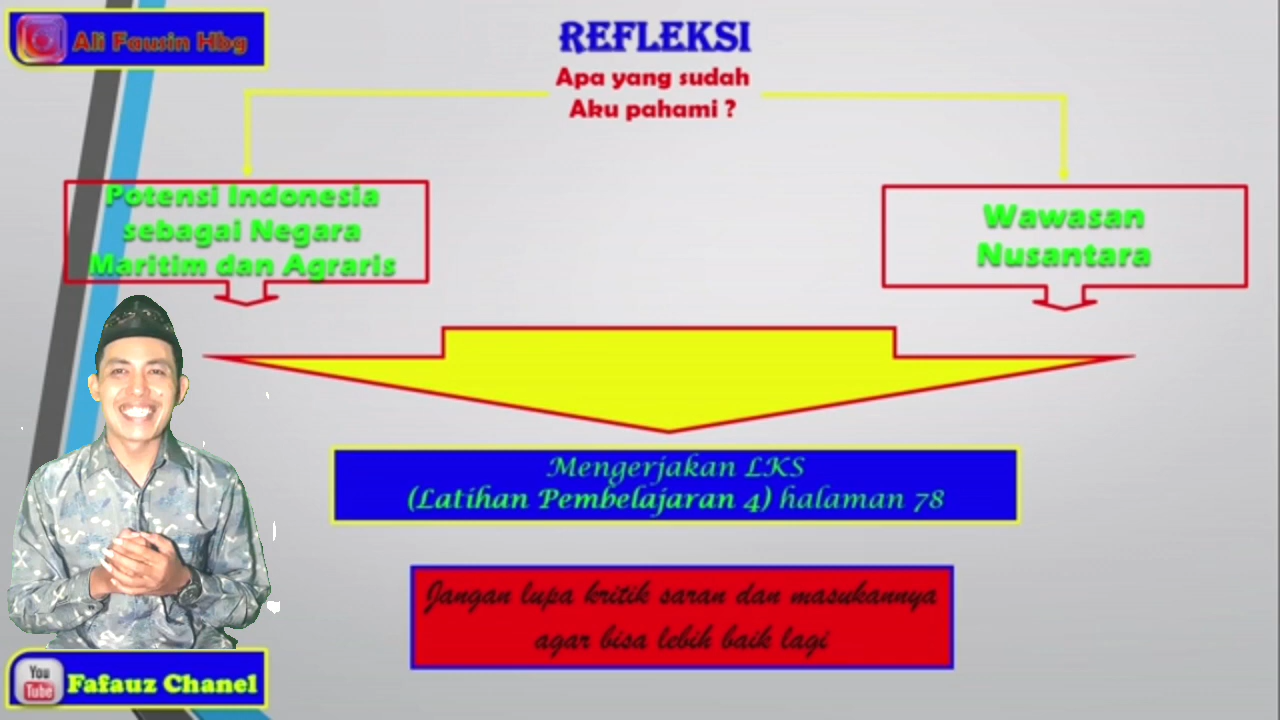 Ali Fausin Hbg
REFLEKSI
Apa yang sudah
Aku pahami ?
Potensi Indonesia
sebagai Negara
Maritim dan Agraris
Wawasan
Nusantara
Mengerjakan LKS
(Latihan Pembelajaran 4) halaman 78
Jangan lupa kritik saran dan masukannya
agar bisa lebih baik lagi
You
Tube
Fafauz Chanel